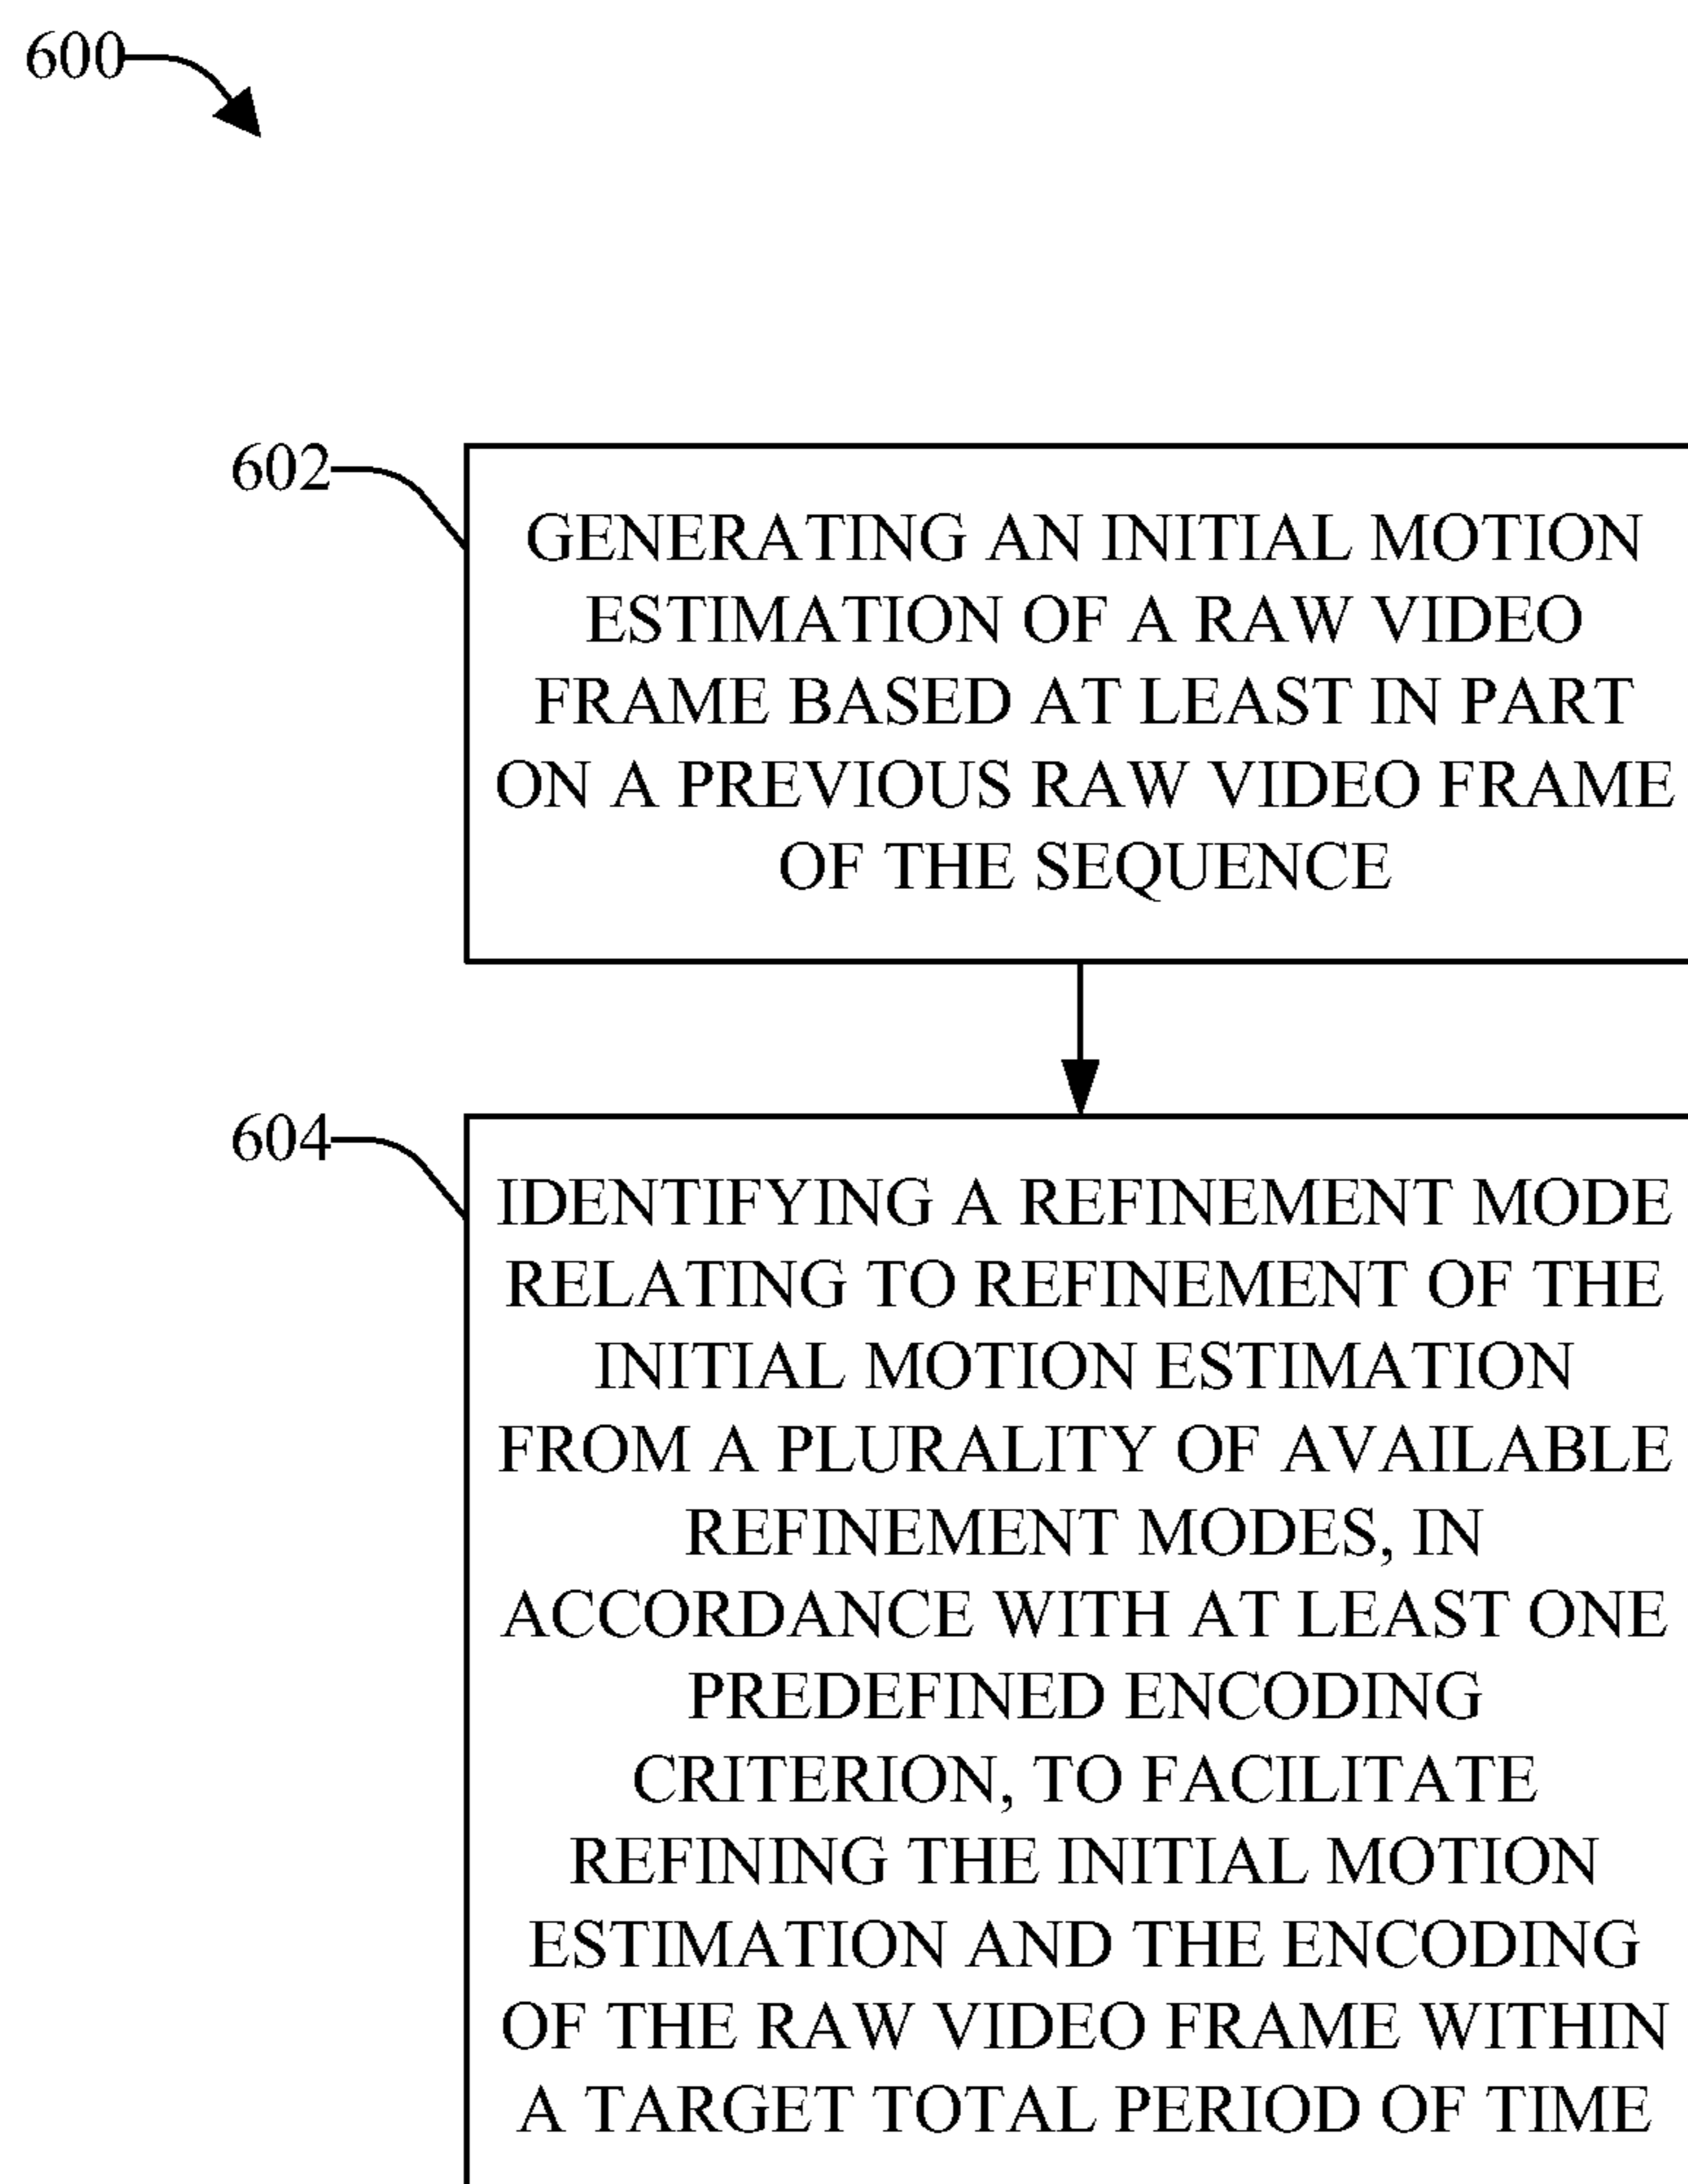 600
602
GENERATING AN INITIAL MOTION
ESTIMATION OF A RAW VIDEO
FRAME BASED AT LEAST IN PART
ON A PREVIOUS RAW VIDEO FRAME
OF THE SEQUENCE
604
IDENTIFYING A REFINEMENT MODE
RELATING TO REFINEMENT OF THE
INITIAL MOTION ESTIMATION
FROM A PLURALITY OF AVAILABLE
REFINEMENT MODES, IN
ACCORDANCE WITH AT LEAST ONE
PREDEFINED ENCODING
CRITERION, TO FACILITATE
REFINING THE INITIAL MOTION
ESTIMATION AND THE ENCODING
OF THE RAW VIDEO FRAME WITHIN
A TARGET TOTAL PERIOD OF TIME